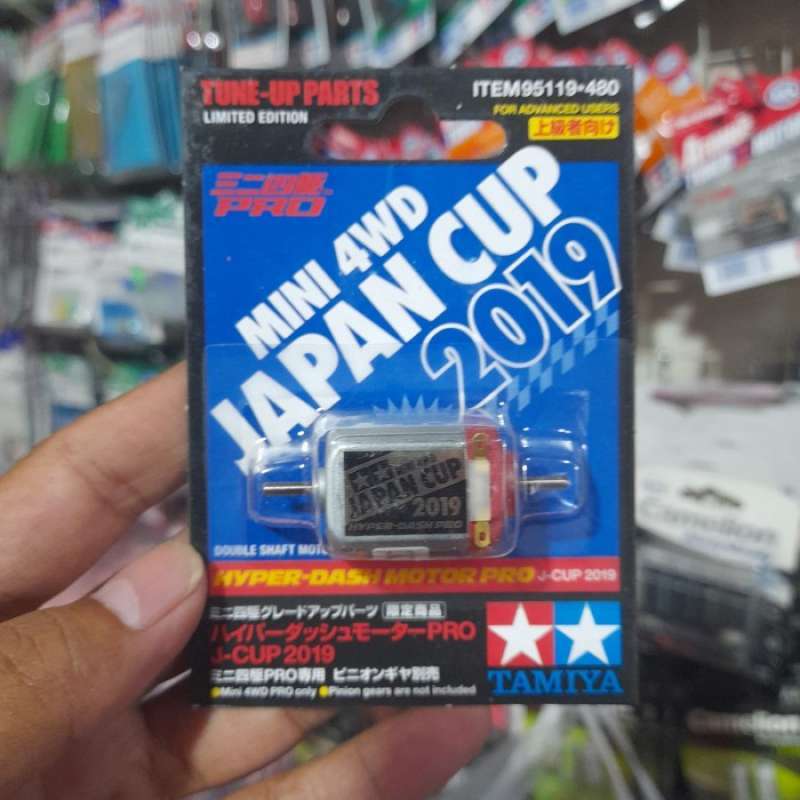 TUNE-UP PARTS
LIMITED EDITION
ITEM95119•480
FOR ADVANCED USERS
上級者向け
ミニ四駆
PRO
MINI 4WD
JAPAN CUP
2019
JAPAN CUP
2019
HYPER-DASH PRO
DOUBLE SHAFT MOT
HYPER-DASH MOTOR PRO J-CUP 2019
ミニ四駆グレードアップパーツ 限定商品
ハイパーダッシュモーターPRO
J-CUP 2019
ミニ四駆PRO専用 ピニオンギヤ別売
●Mini 4WD PRO only ●Pinion gears are not included
TAMIYA
Camelion